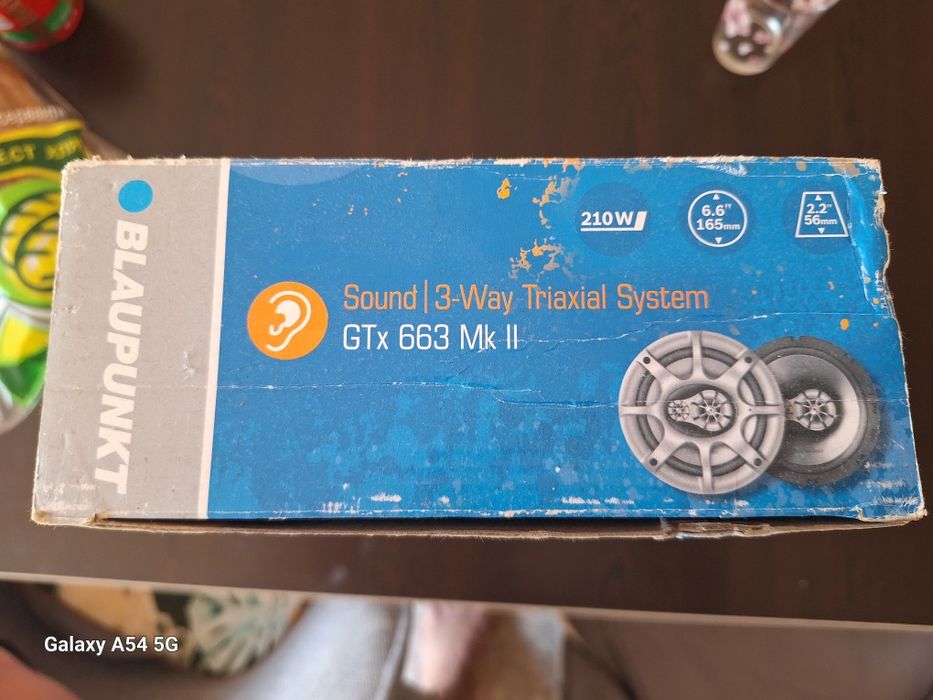 BLAUPUNKT
210W
6.6"
165mm
2.2"
56mm
Sound | 3-Way Triaxial System
GTx 663 Mk II
Galaxy A54 5G